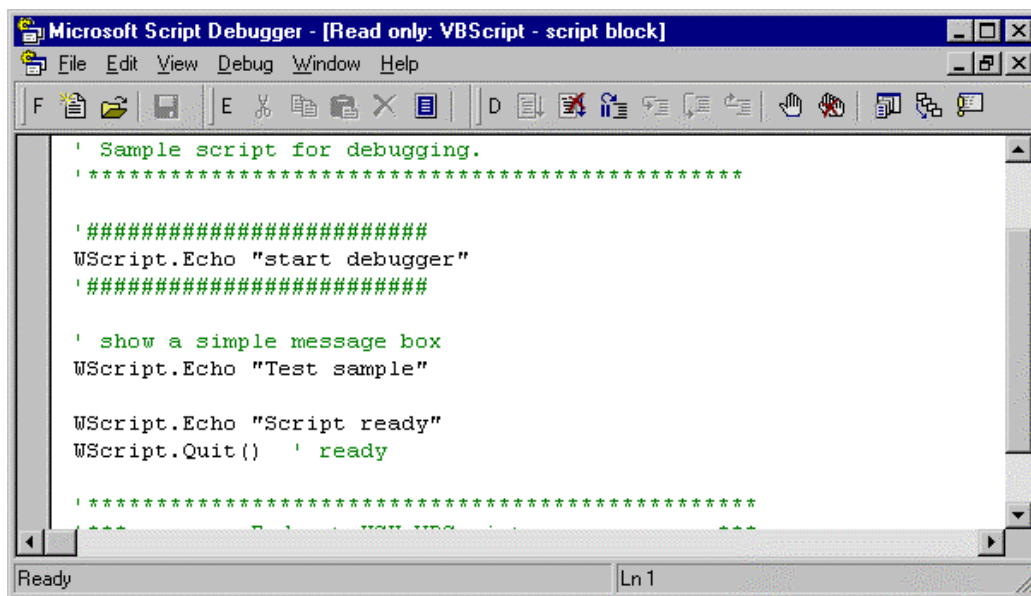 Microsoft Script Debugger - [Read only: VBScript - script block]
File Edit View Debug Window Help
F E D
' Sample script for debugging.
'************************************************
'#########################
WScript.Echo "start debugger"
'#########################
' show a simple message box
WScript.Echo "Test sample"
WScript.Echo "Script ready"
WScript.Quit()  ' ready
'*************************************************
Ready Ln 1